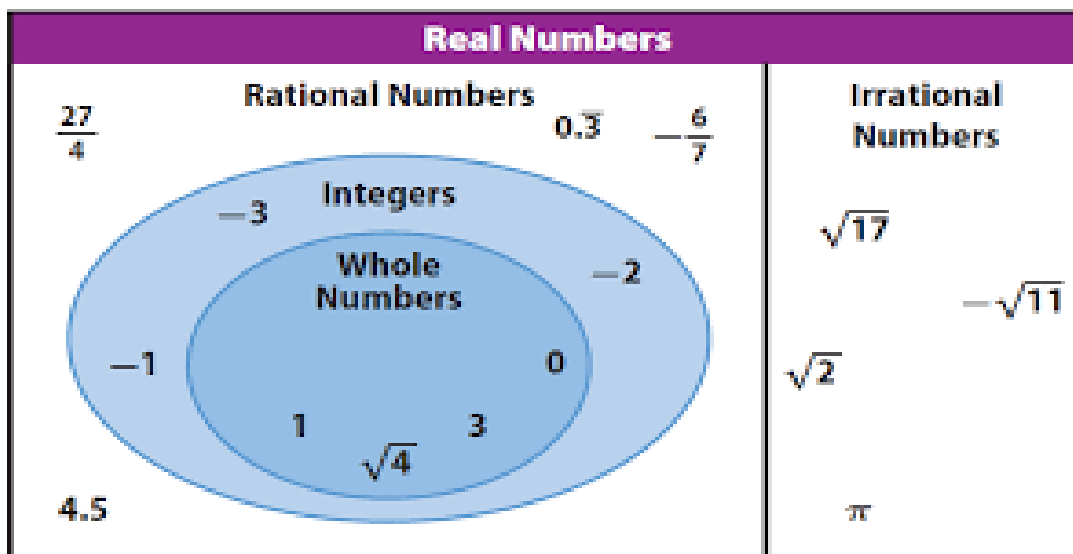 Real Numbers
Rational Numbers
27/4
0.3̅
−6/7
Integers
−3
Whole
Numbers
−2
−1
0
1
3
√4
4.5
Irrational
Numbers
√17
−√11
√2
π